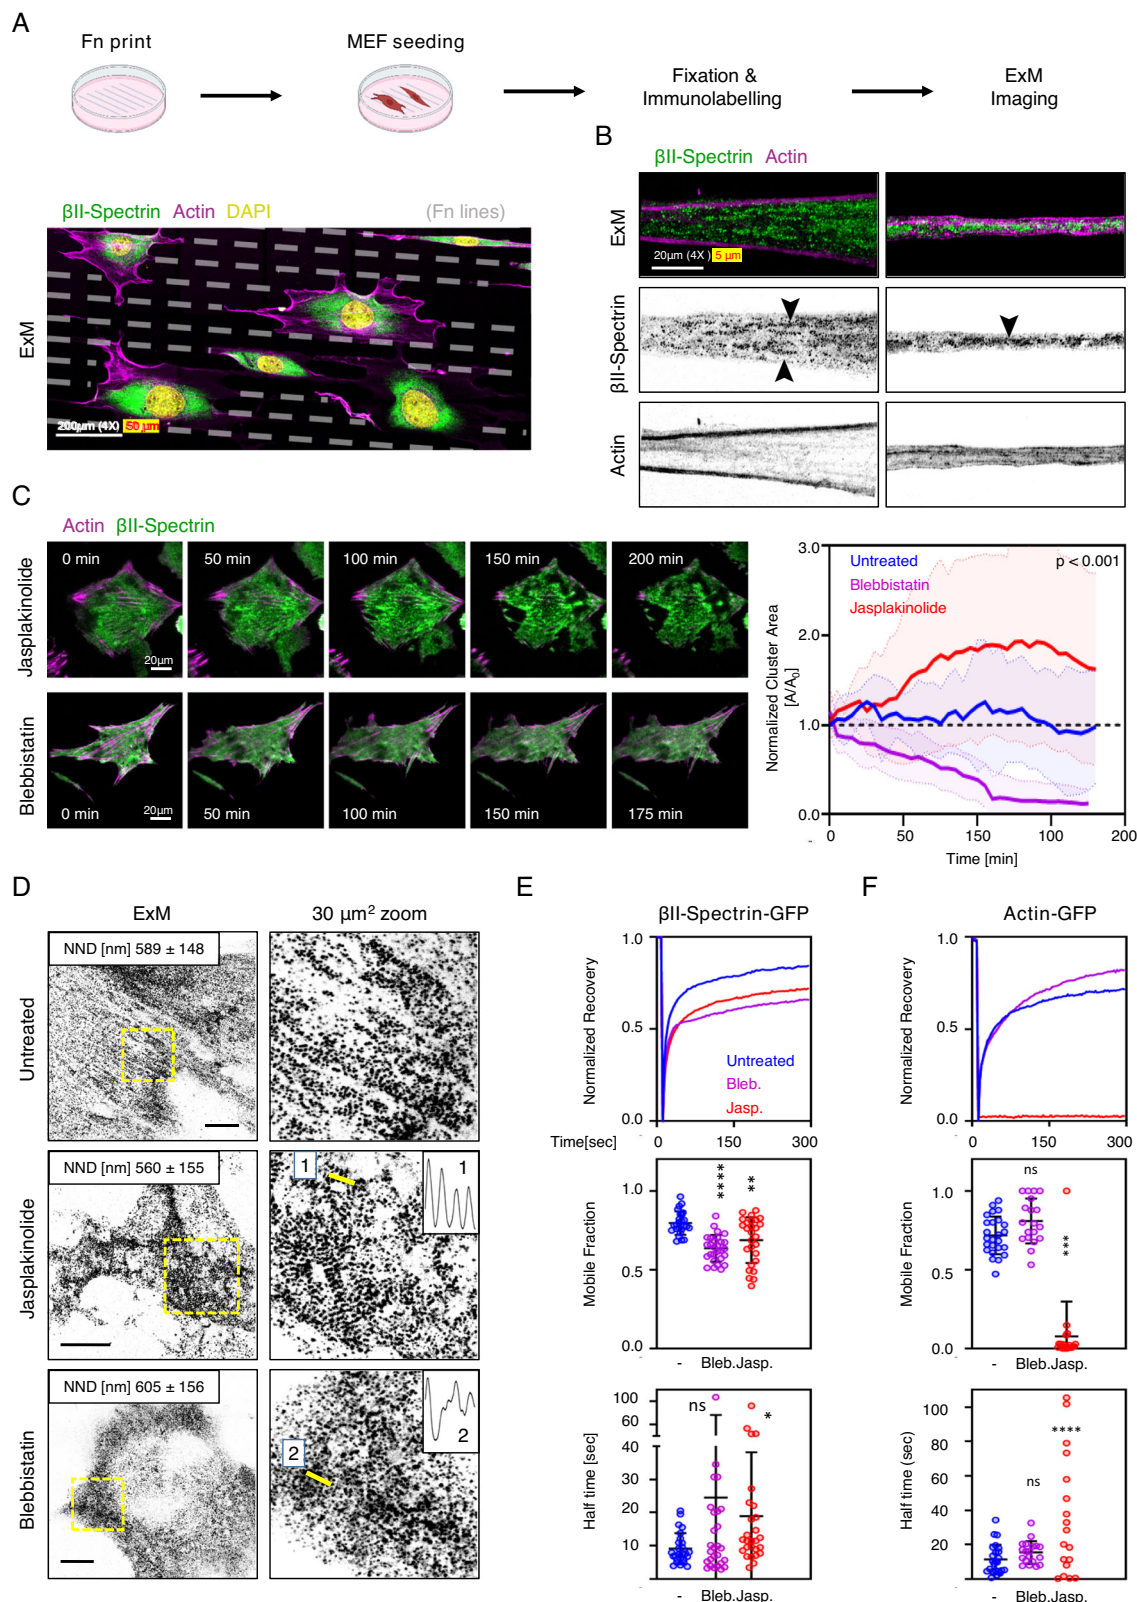 A
Fn print
MEF seeding
Fixation &
Immunolabelling
ExM
Imaging
βII-Spectrin Actin DAPI
(Fn lines)
ExM
200µm (4X) 50 µm
B
βII-Spectrin Actin
ExM
20µm (4X) 5 µm
βII-Spectrin
Actin
C
Actin βII-Spectrin
Jasplakinolide
0 min
50 min
100 min
150 min
200 min
20µm
Blebbistatin
0 min
20µm
50 min
100 min
150 min
175 min
Normalized Cluster Area
[A/A0]
3.0
2.0
1.0
0.0
Untreated
Blebbistatin
Jasplakinolide
p < 0.001
0
50
150
100
200
Time [min]
D
ExM
30 µm² zoom
Untreated
NND [nm] 589 ± 148
Jasplakinolide
NND [nm] 560 ± 155
1
1
Blebbistatin
NND [nm] 605 ± 156
2
2
E
βII-Spectrin-GFP
Normalized Recovery
1.0
0.5
0.0
Untreated
Bleb.
Jasp.
Time[sec]
0
150
300
Mobile Fraction
1.0
0.5
0.0
****
**
-
Bleb.Jasp.
Half time [sec]
100
60
40
30
20
10
ns
*
-
Bleb.Jasp.
F
Actin-GFP
Normalized Recovery
1.0
0.5
0.0
0
150
300
Mobile Fraction
1.0
0.5
0.0
ns
***
-
Bleb.Jasp.
Half time (sec)
100
80
60
40
20
ns
****
-
Bleb.Jasp.